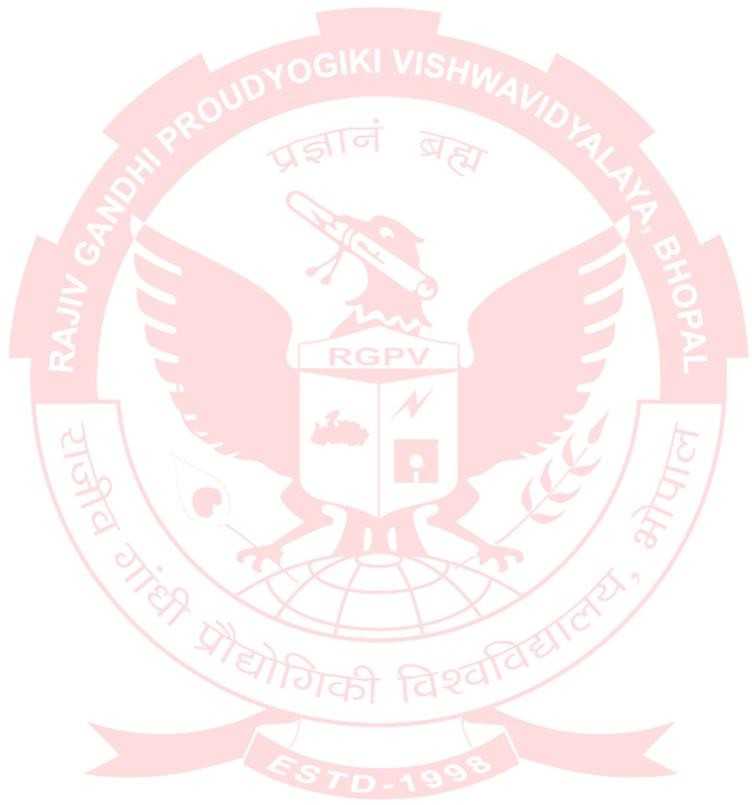 RAJIV GANDHI PROUDYOGIKI VISHWAVIDYALAYA, BHOPAL
प्रज्ञानं ब्रह्म
RGPV
राजीव गांधी प्रौद्योगिकी विश्वविद्यालय, भोपाल
ESTD-1998